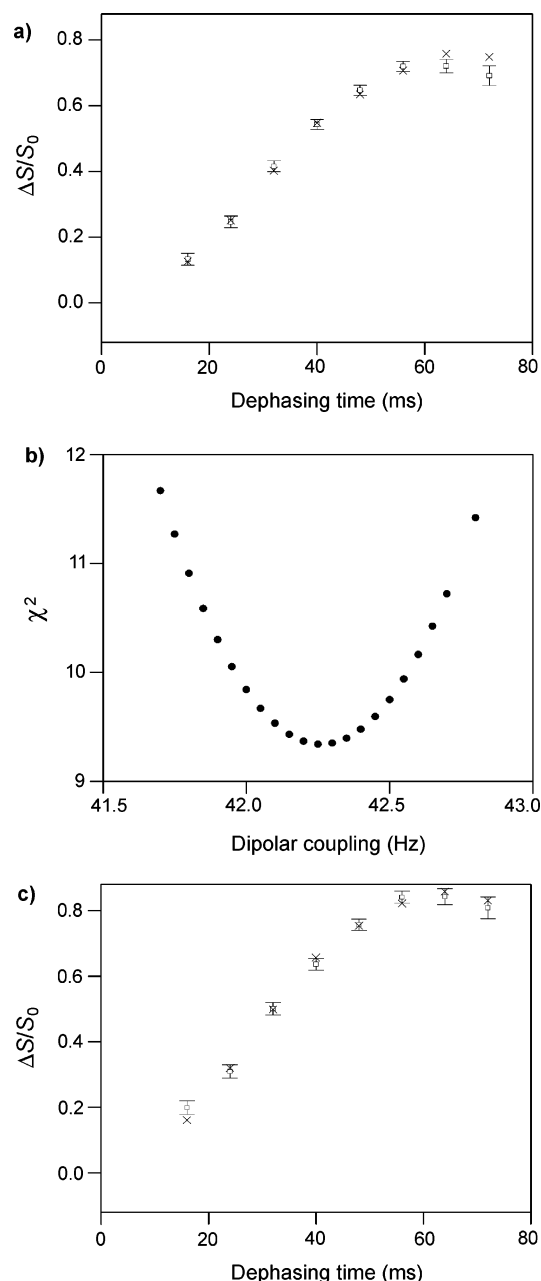 a)
0.8
0.6
0.4
0.2
0.0
ΔS/S0
0 20 40 60 80
Dephasing time (ms)
b)
12
11
10
9
χ2
41.5 42.0 42.5 43.0
Dipolar coupling (Hz)
c)
0.8
0.6
0.4
0.2
0.0
ΔS/S0
0 20 40 60 80
Dephasing time (ms)